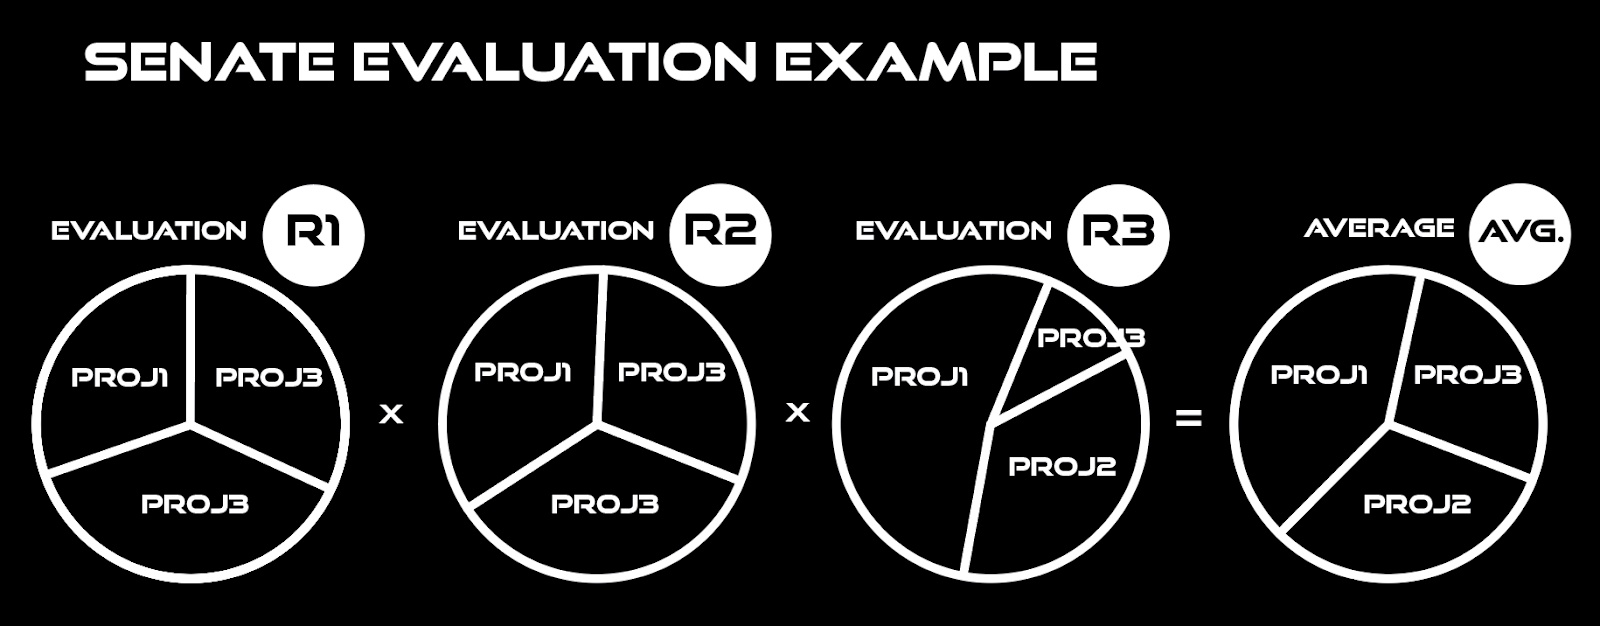 SENATE EVALUATION EXAMPLE
EVALUATION R1
EVALUATION R2
EVALUATION R3
AVERAGE AVG.
PROJ1 PROJ3
PROJ3
x
PROJ1 PROJ3
PROJ3
x
PROJ1 PROJ3
PROJ2
=
PROJ1 PROJ3
PROJ2